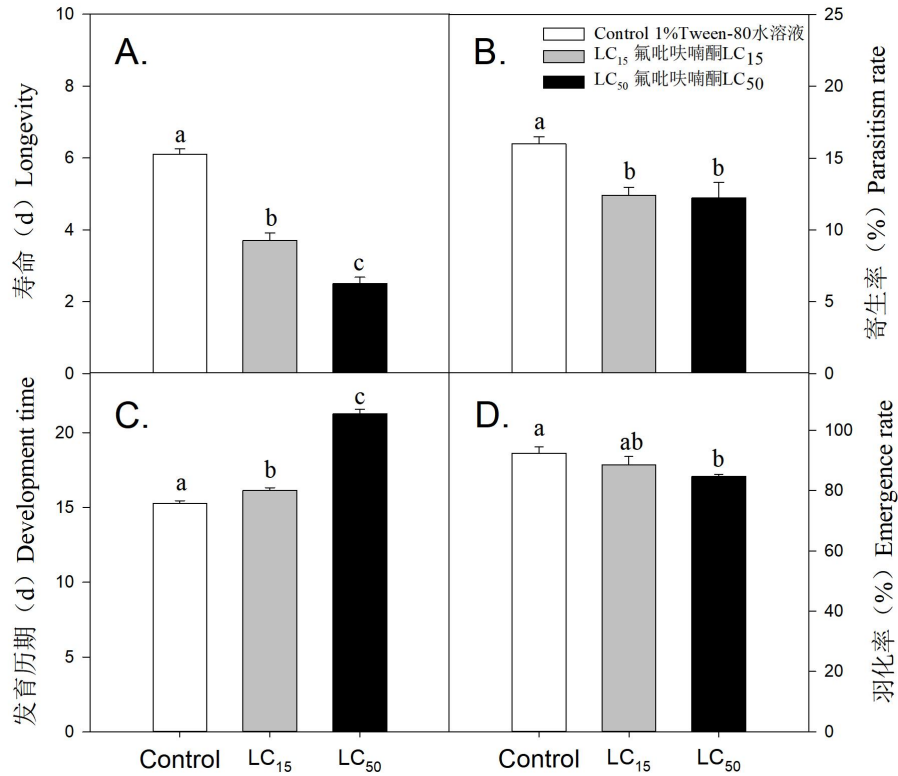 A.
10
8
6
4
2
0
寿命（d）Longevity
a
b
c
B.
Control 1%Tween-80水溶液
LC15 氟吡呋喃酮LC15
LC50 氟吡呋喃酮LC50
25
20
15
10
5
0
寄生率（%）Parasitism rate
a
b
b
C.
20
15
10
5
0
发育历期（d）Development time
a
b
c
Control
LC15
LC50
D.
100
80
60
40
20
0
羽化率（%）Emergence rate
a
ab
b
Control
LC15
LC50